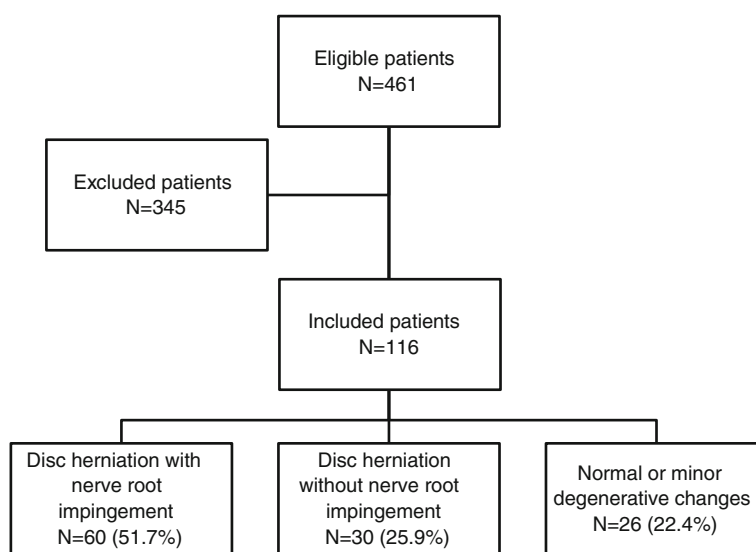 Eligible patients
N=461
Excluded patients
N=345
Included patients
N=116
Disc herniation with
nerve root
impingement
N=60 (51.7%)
Disc herniation
without nerve root
impingement
N=30 (25.9%)
Normal or minor
degenerative changes
N=26 (22.4%)